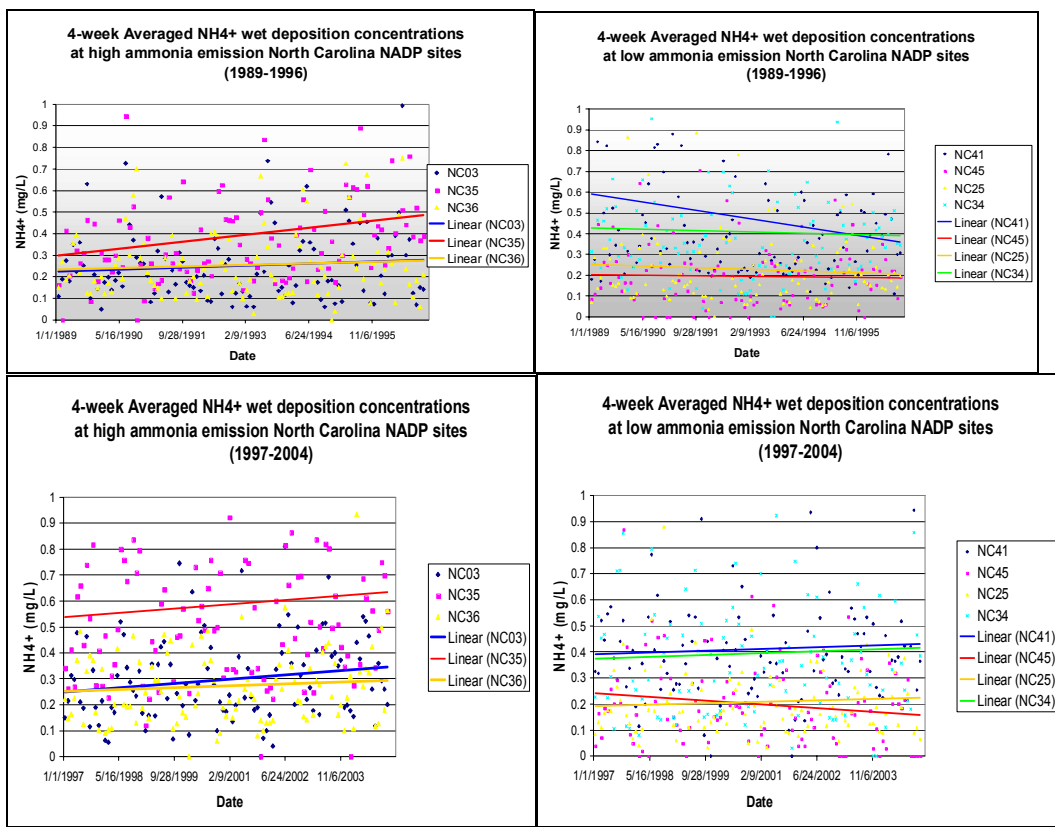 4-week Averaged NH4+ wet deposition concentrations
at high ammonia emission North Carolina NADP sites
(1989-1996)
NH4+ (mg/L)
1
0.9
0.8
0.7
0.6
0.5
0.4
0.3
0.2
0.1
0
1/1/1989 5/16/1990 9/28/1991 2/9/1993 6/24/1994 11/6/1995
Date
NC03
NC35
NC36
Linear (NC03)
Linear (NC35)
Linear (NC36)
4-week Averaged NH4+ wet deposition concentrations
at low ammonia emission North Carolina NADP sites
(1989-1996)
NH4+ (mg/L)
1
0.9
0.8
0.7
0.6
0.5
0.4
0.3
0.2
0.1
0
1/1/1989 5/16/1990 9/28/1991 2/9/1993 6/24/1994 11/6/1995
Date
NC41
NC45
NC25
NC34
Linear (NC41)
Linear (NC45)
Linear (NC25)
Linear (NC34)
4-week Averaged NH4+ wet deposition concentrations
at high ammonia emission North Carolina NADP sites
(1997-2004)
NH4+ (mg/L)
1
0.9
0.8
0.7
0.6
0.5
0.4
0.3
0.2
0.1
0
1/1/1997 5/16/1998 9/28/1999 2/9/2001 6/24/2002 11/6/2003
Date
NC03
NC35
NC36
Linear (NC03)
Linear (NC35)
Linear (NC36)
4-week Averaged NH4+ wet deposition concentrations
at low ammonia emission North Carolina NADP sites
(1997-2004)
NH4+ (mg/L)
1
0.9
0.8
0.7
0.6
0.5
0.4
0.3
0.2
0.1
0
1/1/1997 5/16/1998 9/28/1999 2/9/2001 6/24/2002 11/6/2003
Date
NC41
NC45
NC25
NC34
Linear (NC41)
Linear (NC45)
Linear (NC25)
Linear (NC34)